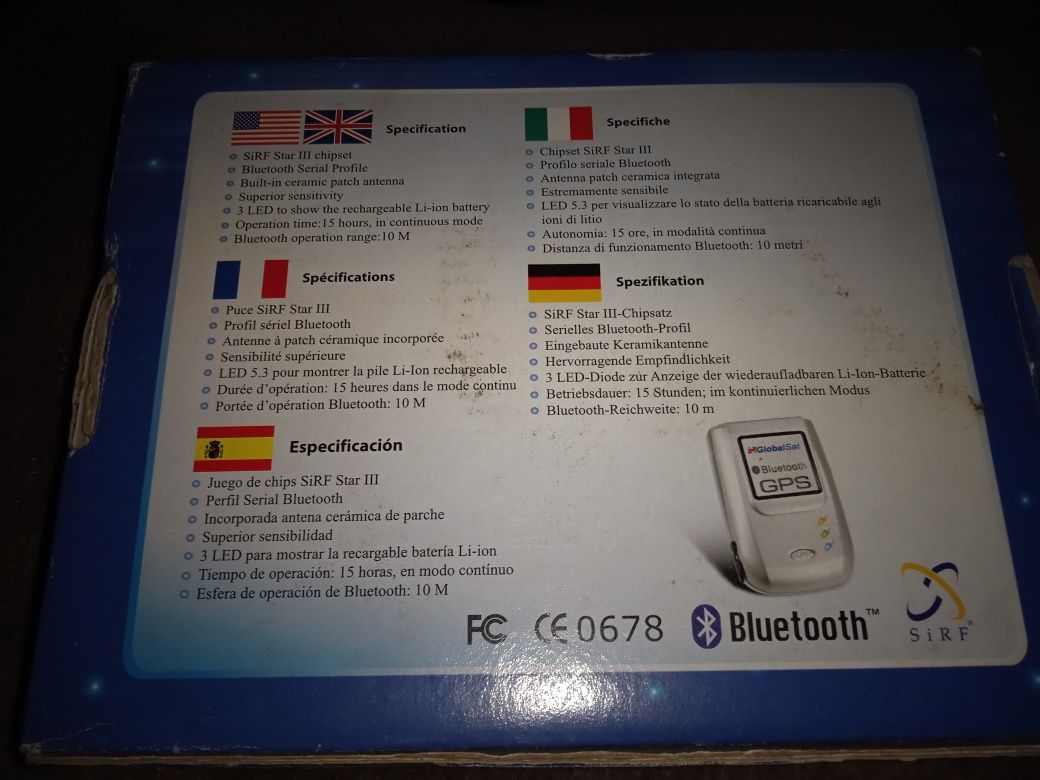 Specification
SiRF Star III chipset
Bluetooth Serial Profile
Built-in ceramic patch antenna
Superior sensitivity
3 LED to show the rechargeable Li-ion battery
Operation time:15 hours, in continuous mode
Bluetooth operation range:10 M
Specifiche
Chipset SiRF Star III
Profilo seriale Bluetooth
Antenna patch ceramica integrata
Estremamente sensibile
LED 5.3 per visualizzare lo stato della batteria ricaricabile agli
ioni di litio
Autonomia: 15 ore, in modalità continua
Distanza di funzionamento Bluetooth: 10 metri
Spécifications
Puce SiRF Star III
Profil sériel Bluetooth
Antenne à patch céramique incorporée
Sensibilité supérieure
LED 5.3 pour montrer la pile Li-Ion rechargeable
Durée d'opération: 15 heures dans le mode continu
Portée d'opération Bluetooth: 10 M
Spezifikation
SiRF Star III-Chipsatz
Serielles Bluetooth-Profil
Eingebaute Keramikantenne
Hervorragende Empfindlichkeit
3 LED-Diode zur Anzeige der wiederaufladbaren Li-Ion-Batterie
Betriebsdauer: 15 Stunden; im kontinuierlichen Modus
Bluetooth-Reichweite: 10 m
Especificación
Juego de chips SiRF Star III
Perfil Serial Bluetooth
Incorporada antena cerámica de parche
Superior sensibilidad
3 LED para mostrar la recargable batería Li-ion
Tiempo de operación: 15 horas, en modo contínuo
Esfera de operación de Bluetooth: 10 M
GlobalSat
Bluetooth
GPS
FC CE 0678 Bluetooth™
SiRF®